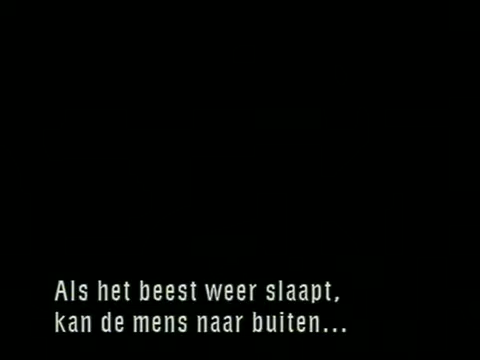 Als het beest weer slaapt,
kan de mens naar buiten...